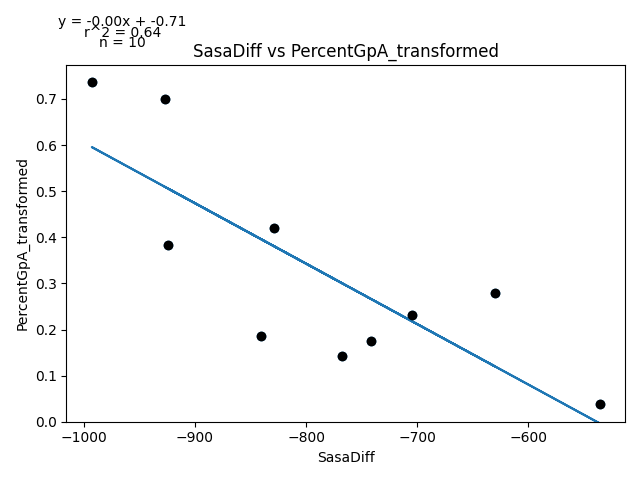 y = -0.00x + -0.71
r^2 = 0.64
n = 10
SasaDiff vs PercentGpA_transformed
PercentGpA_transformed
0.7
0.6
0.5
0.4
0.3
0.2
0.1
0.0
−1000 −900 −800 −700 −600
SasaDiff